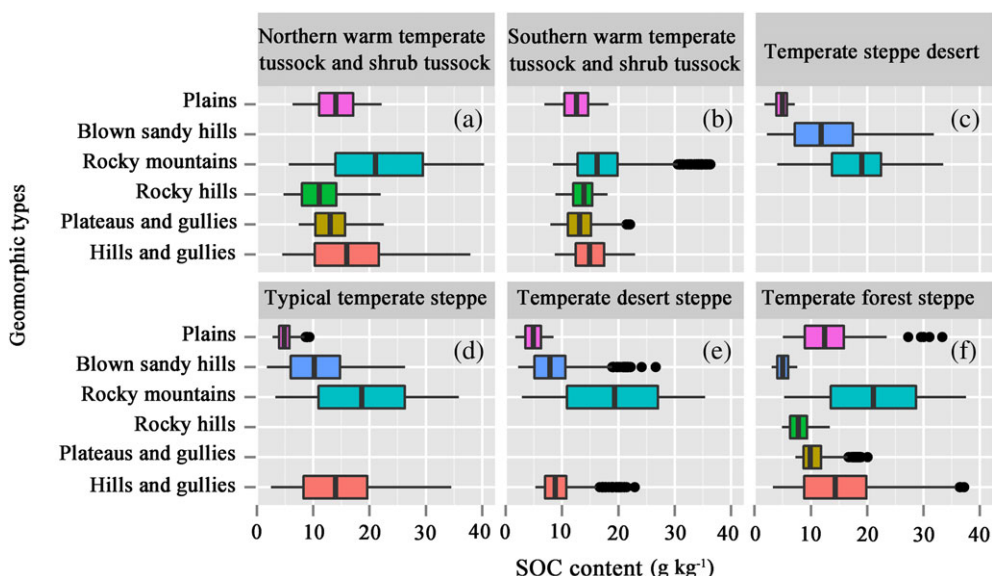 Northern warm temperate
tussock and shrub tussock
Southern warm temperate
tussock and shrub tussock
Temperate steppe desert
Geomorphic types
Plains
Blown sandy hills
Rocky mountains
Rocky hills
Plateaus and gullies
Hills and gullies
(a)
(b)
(c)
Typical temperate steppe
Temperate desert steppe
Temperate forest steppe
Plains
Blown sandy hills
Rocky mountains
Rocky hills
Plateaus and gullies
Hills and gullies
(d)
(e)
(f)
0 10 20 30 40
0 10 20 30 40
0 10 20 30 40
SOC content (g kg⁻¹)